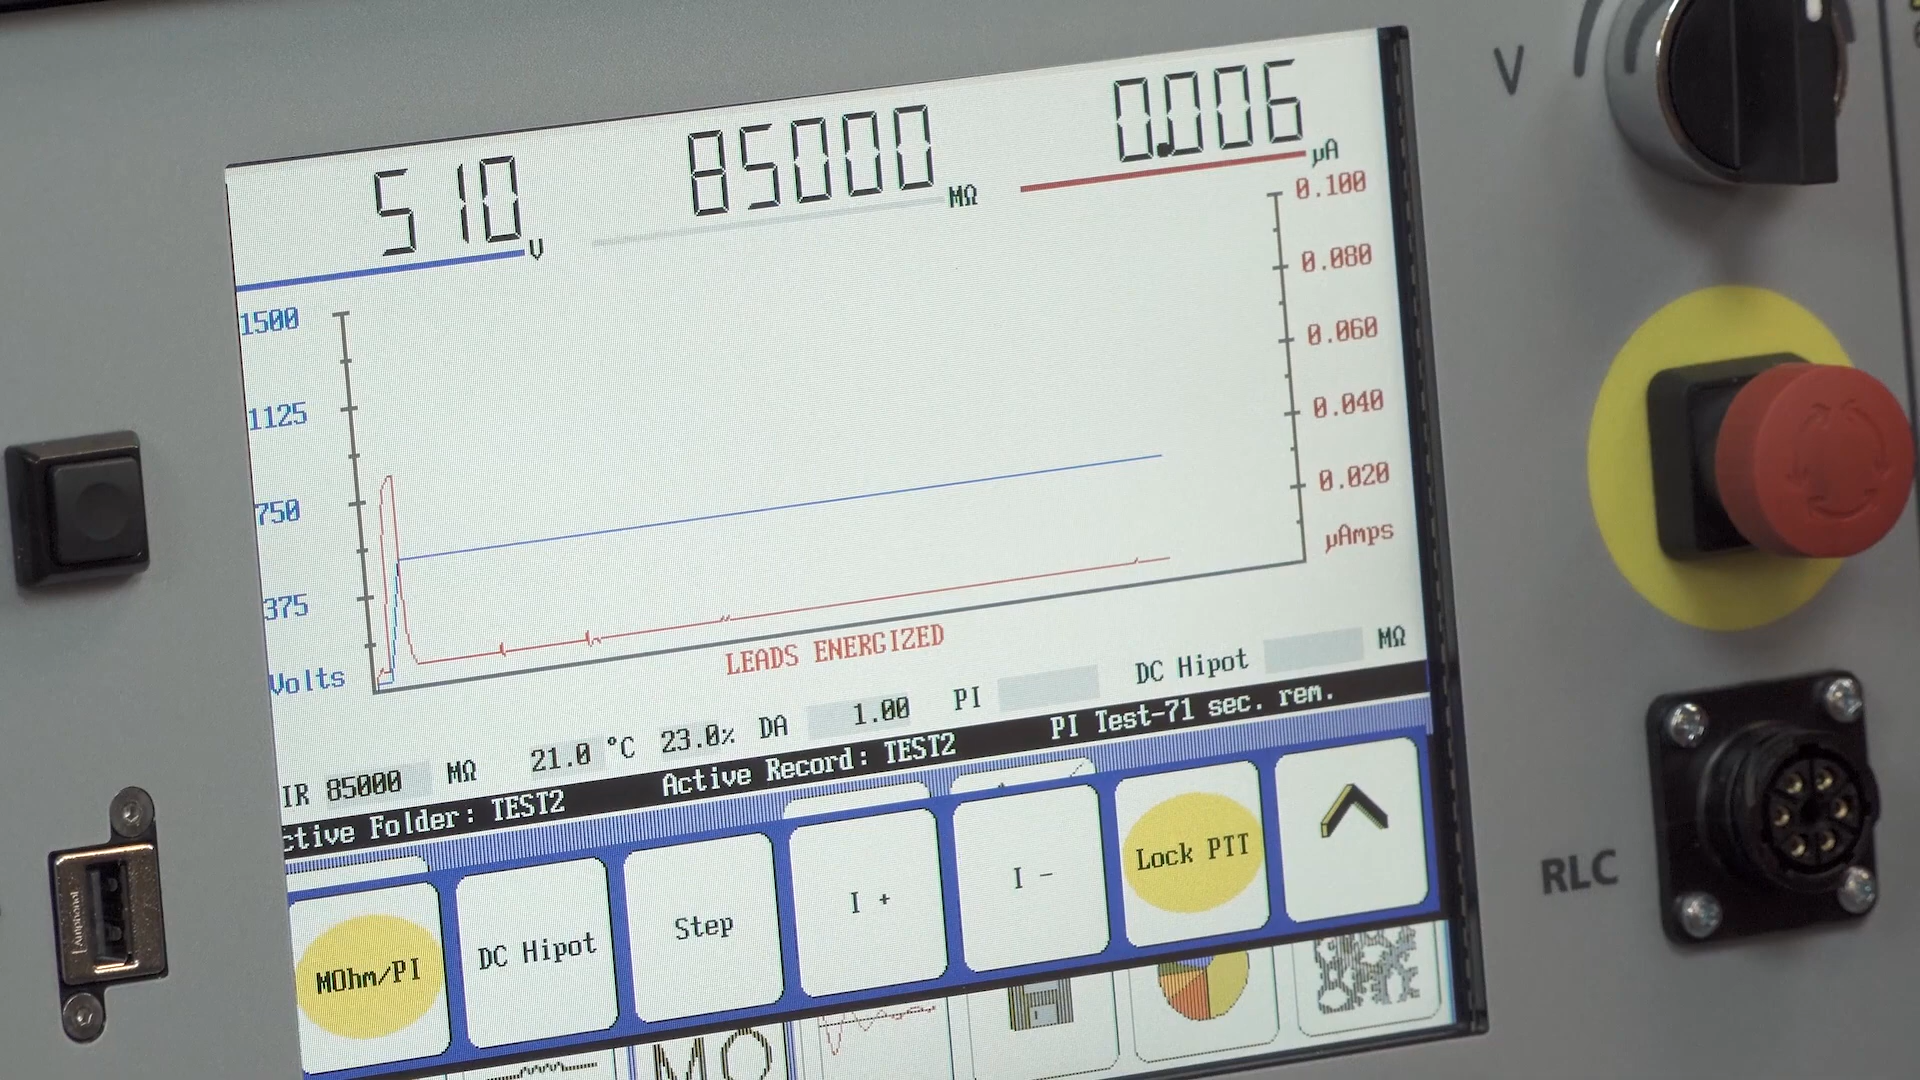 510 V
85000 MΩ
0.006 µA
1500
1125
750
375
Volts
0.100
0.080
0.060
0.040
0.020
µAmps
LEADS ENERGIZED
IR 85000 MΩ 21.0 °C 23.0% DA 1.00 PI DC Hipot MΩ
ctive Folder: TEST2 Active Record: TEST2 PI Test-71 sec. rem.
MOhm/PI
DC Hipot
Step
I +
I -
Lock PTT
MΩ
V
RLC
Amphenol